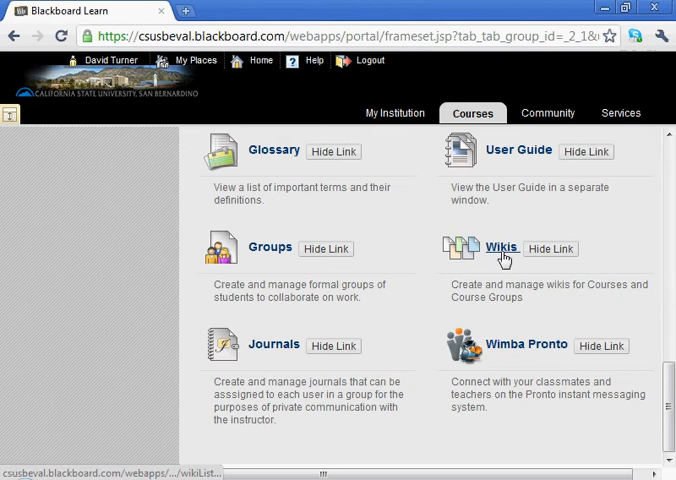 Blackboard Learn
https://csusbeval.blackboard.com/webapps/portal/frameset.jsp?tab_tab_group_id=_2_1&
David Turner My Places Home Help Logout
CALIFORNIA STATE UNIVERSITY, SAN BERNARDINO
My Institution Courses Community Services
Glossary Hide Link
View a list of important terms and their
definitions.
User Guide Hide Link
View the User Guide in a separate
window.
Groups Hide Link
Create and manage formal groups of
students to collaborate on work.
Wikis Hide Link
Create and manage wikis for Courses and
Course Groups
Journals Hide Link
Create and manage journals that can be
asssigned to each user in a group for the
purposes of private communication with
the instructor.
Wimba Pronto Hide Link
Connect with your classmates and
teachers on the Pronto instant messaging
system.
csusbeval.blackboard.com/webapps/.../wikiList...